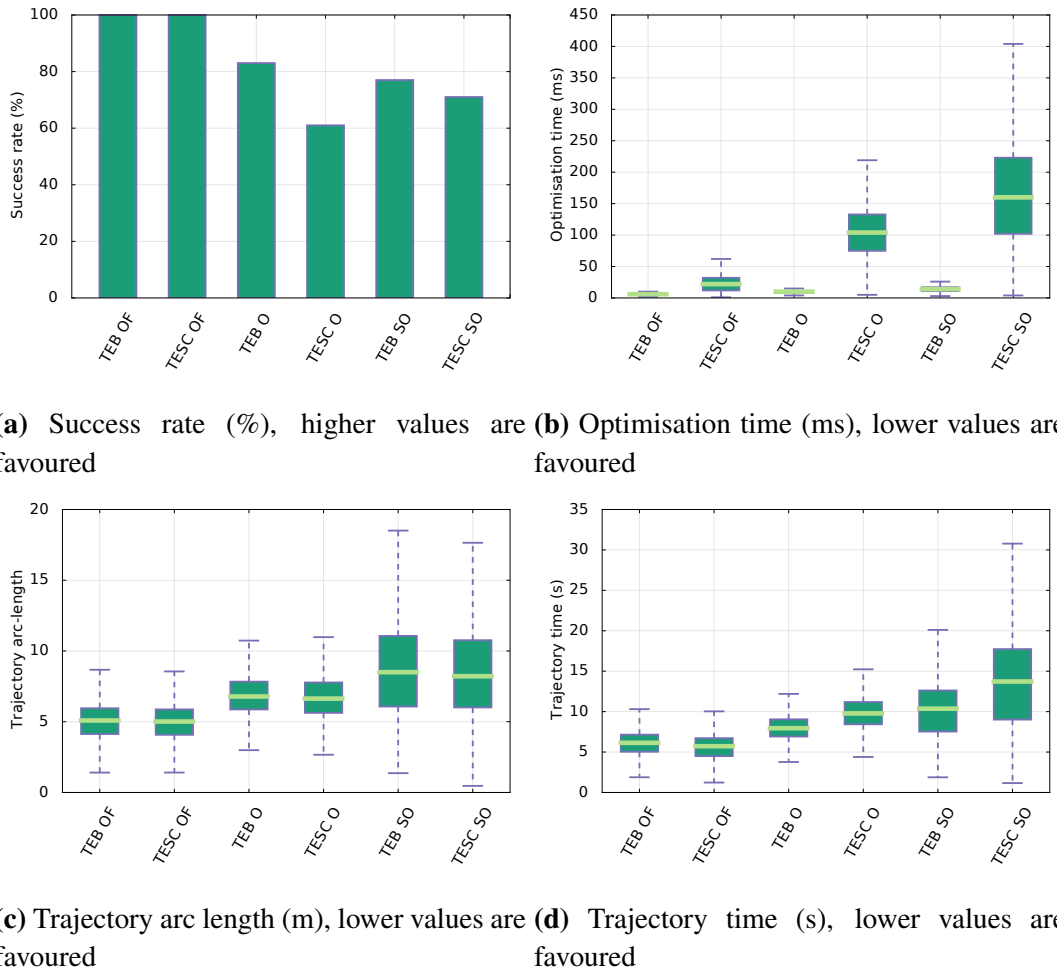 100
80
60
40
20
0
Success rate (%)
TEB OF
TESC OF
TEB O
TESC O
TEB SO
TESC SO
450
400
350
300
250
200
150
100
50
0
Optimisation time (ms)
TEB OF
TESC OF
TEB O
TESC O
TEB SO
TESC SO
(a) Success rate (%), higher values are
favoured
(b) Optimisation time (ms), lower values are
favoured
20
15
10
5
0
Trajectory arc-length
TEB OF
TESC OF
TEB O
TESC O
TEB SO
TESC SO
35
30
25
20
15
10
5
0
Trajectory time (s)
TEB OF
TESC OF
TEB O
TESC O
TEB SO
TESC SO
(c) Trajectory arc length (m), lower values are
favoured
(d) Trajectory time (s), lower values are
favoured